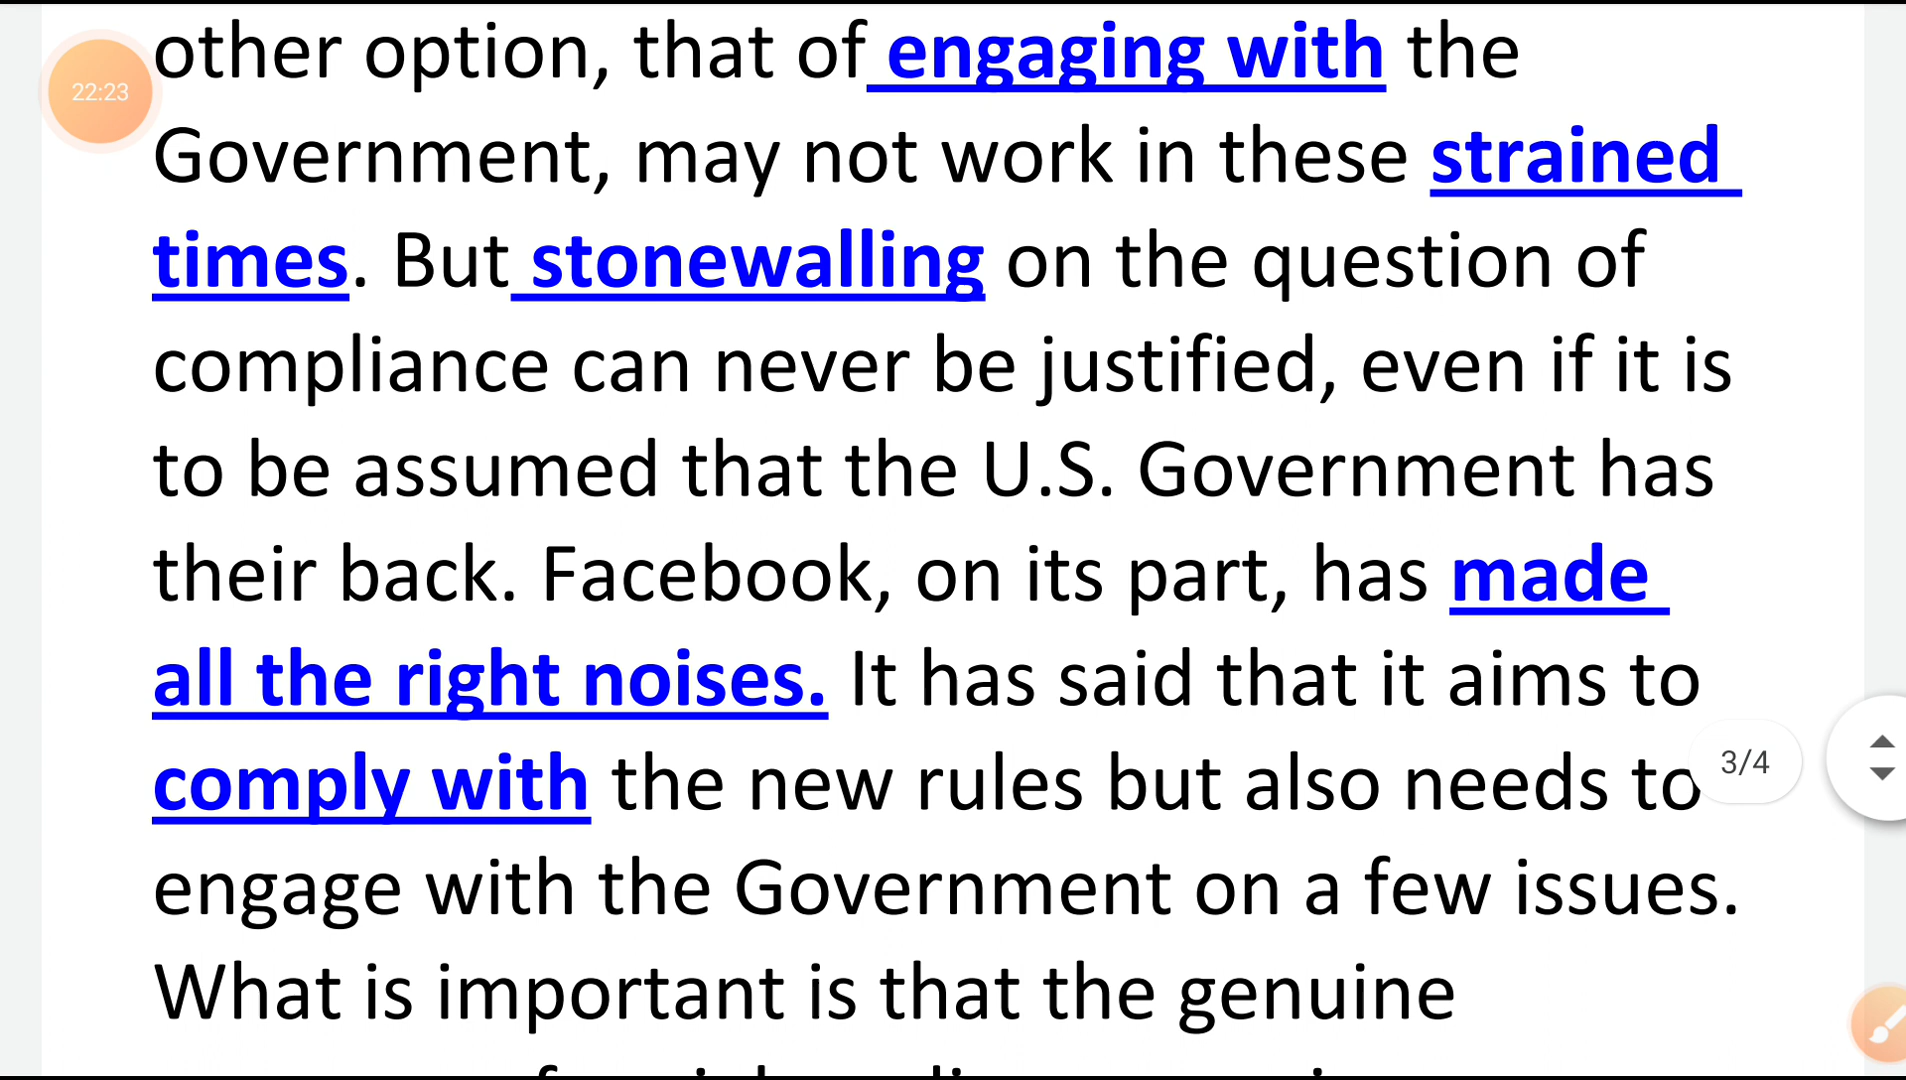 other option, that of engaging with the
22:23
Government, may not work in these strained
times. But stonewalling on the question of
compliance can never be justified, even if it is
to be assumed that the U.S. Government has
their back. Facebook, on its part, has made
all the right noises. It has said that it aims to
comply with the new rules but also needs to
3/4
engage with the Government on a few issues.
What is important is that the genuine